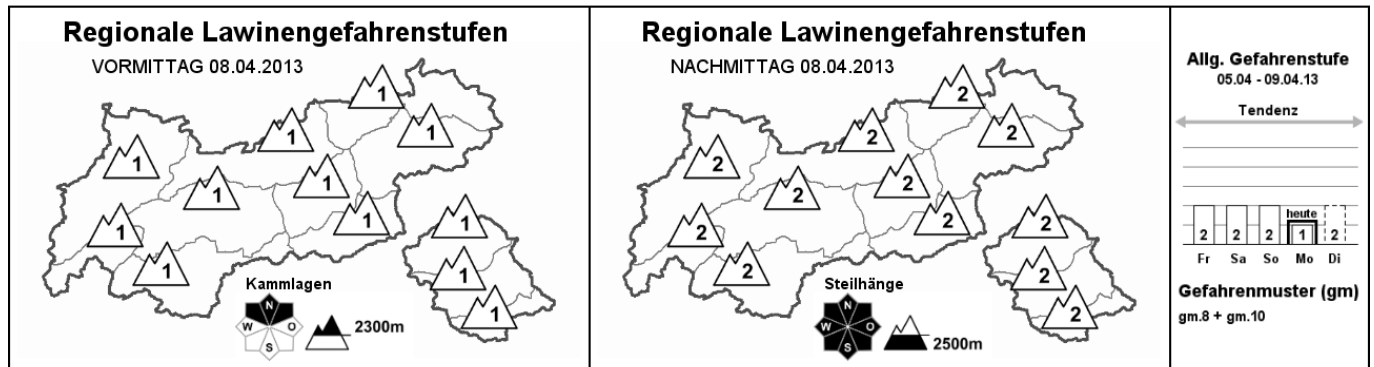 Regionale Lawinengefahrenstufen
VORMITTAG 08.04.2013
1
1
1
1
1
1
1
1
1
1
1
1
Kammlagen
N
W O
S
2300m
Regionale Lawinengefahrenstufen
NACHMITTAG 08.04.2013
2
2
2
2
2
2
2
2
2
2
2
2
Steilhänge
N
W O
S
2500m
Allg. Gefahrenstufe
05.04 - 09.04.13
Tendenz
heute
2 2 2 1 2
Fr Sa So Mo Di
Gefahrenmuster (gm)
gm.8 + gm.10